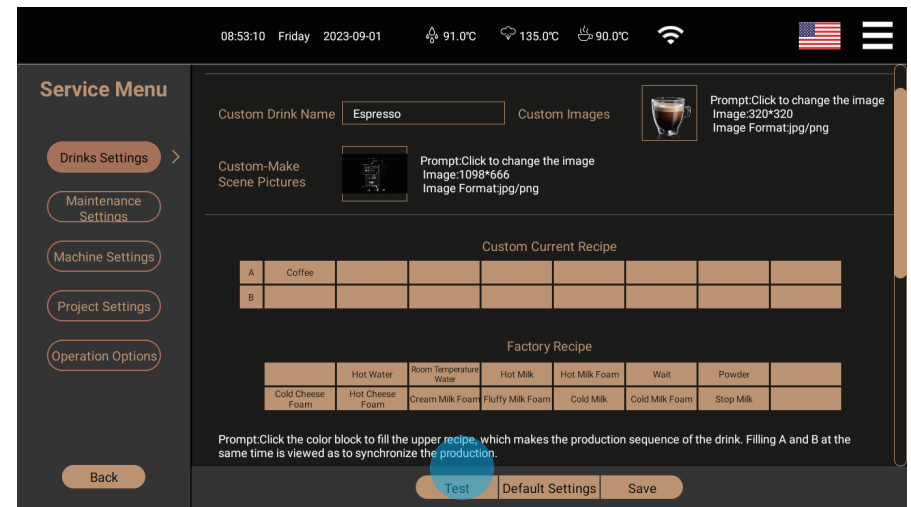 08:53:10 Friday 2023-09-01 91.0℃ 135.0℃ 90.0℃
Service Menu
Drinks Settings
Maintenance
Settings
Machine Settings
Project Settings
Operation Options
Back
Custom Drink Name
Espresso
Custom Images
Prompt:Click to change the image
Image:320*320
Image Format:jpg/png
Custom-Make
Scene Pictures
Prompt:Click to change the image
Image:1098*666
Image Format:jpg/png
Custom Current Recipe
A Coffee
B
Factory Recipe
Hot Water Room Temperature Water Hot Milk Hot Milk Foam Wait Powder
Cold Cheese Foam Hot Cheese Foam Cream Milk Foam Fluffy Milk Foam Cold Milk Cold Milk Foam Stop Milk
Prompt:Click the color block to fill the upper recipe, which makes the production sequence of the drink. Filling A and B at the
same time is viewed as to synchronize the production.
Test Default Settings Save